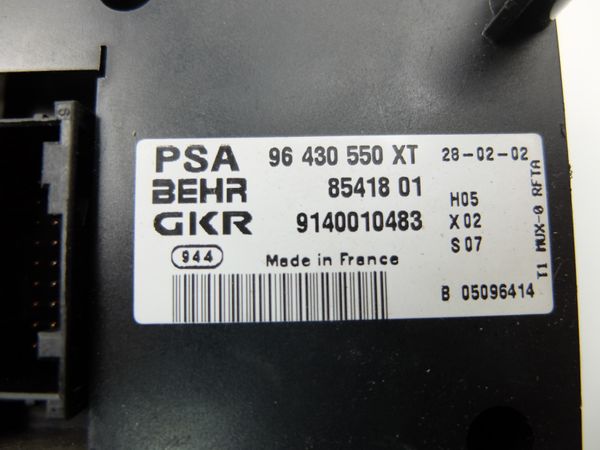 PSA 96 430 550 XT 28-02-02
BEHR 85418 01 H05
GKR 9140010483 X02
S07
944 Made in France
B 05096414
T1 MUX-0 RFTA